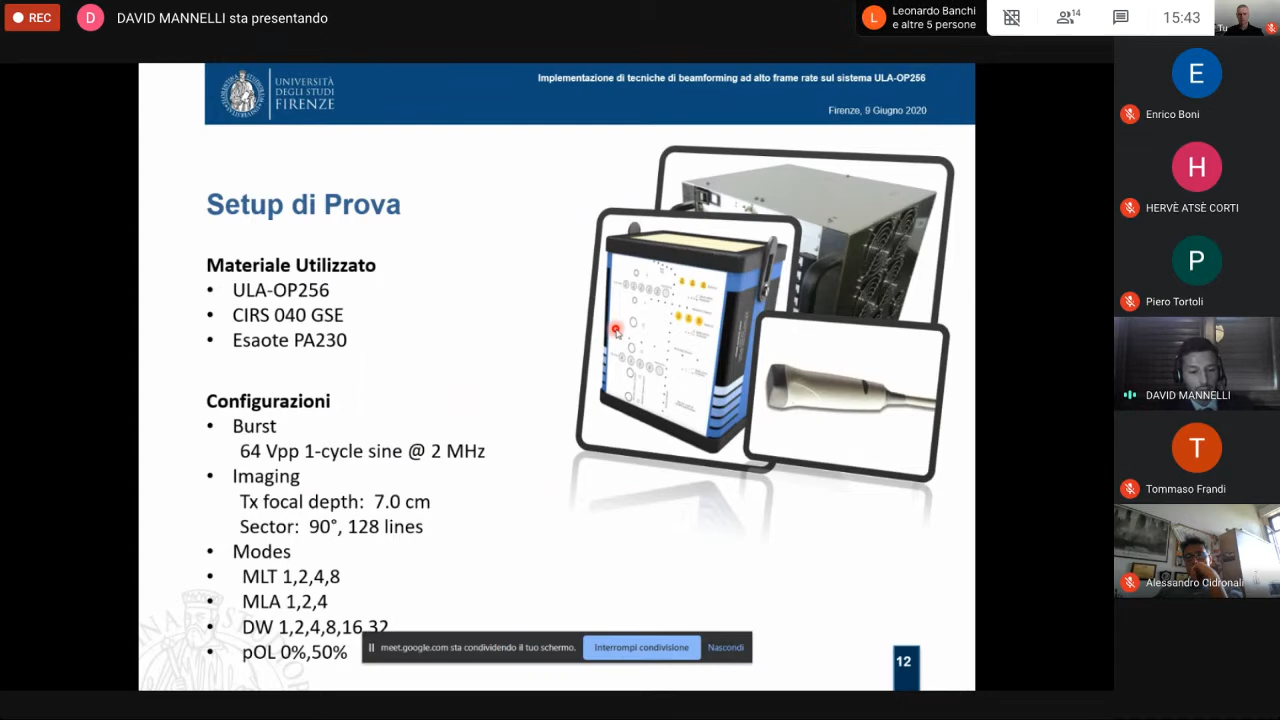 REC
D
DAVID MANNELLI sta presentando
L
Leonardo Banchi
e altre 5 persone
14
15:43
Tu
UNIVERSITÀ
DEGLI STUDI
FIRENZE
Implementazione di tecniche di beamforming ad alto frame rate sul sistema ULA-OP256
Firenze, 9 Giugno 2020
Setup di Prova
Materiale Utilizzato
• ULA-OP256
• CIRS 040 GSE
• Esaote PA230
Configurazioni
• Burst
64 Vpp 1-cycle sine @ 2 MHz
• Imaging
Tx focal depth: 7.0 cm
Sector: 90°, 128 lines
• Modes
• MLT 1,2,4,8
• MLA 1,2,4
• DW 1,2,4,8,16,32
• pOL 0%,50%
meet.google.com sta condividendo il tuo schermo.
Interrompi condivisione
Nascondi
12
E
Enrico Boni
H
HERVÈ ATSÈ CORTI
P
Piero Tortoli
DAVID MANNELLI
T
Tommaso Frandi
Alessandro Cidronali